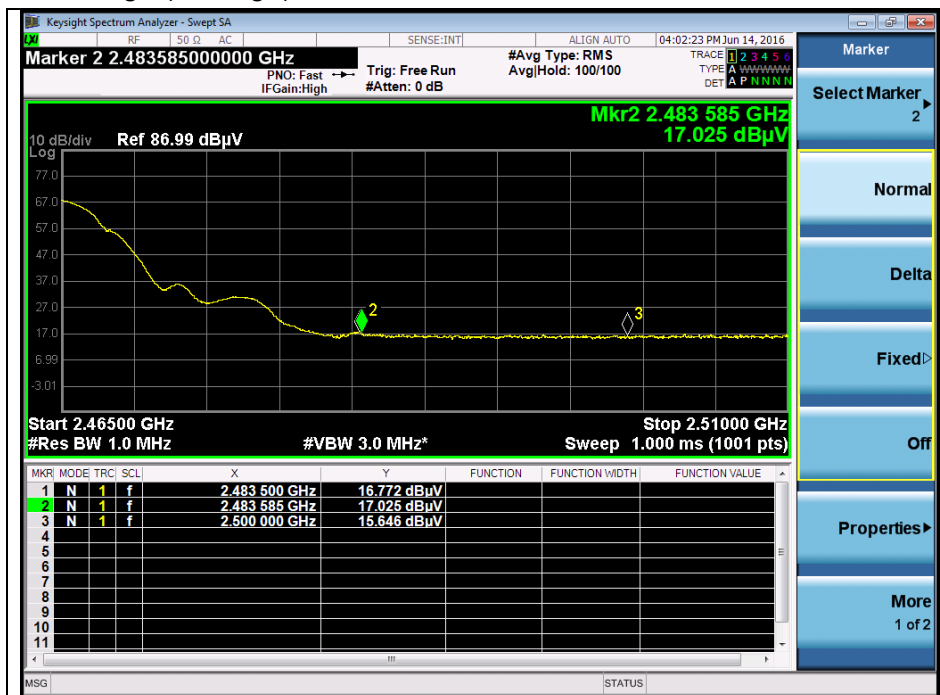 Keysight Spectrum Analyzer - Swept SA
LXI RF 50 Ω AC SENSE:INT ALIGN AUTO 04:02:23 PM Jun 14, 2016
Marker 2 2.483585000000 GHz
PNO: Fast
IFGain:High
Trig: Free Run
#Atten: 0 dB
#Avg Type: RMS
Avg|Hold: 100/100
TRACE 1 2 3 4 5 6
TYPE A WWWWW
DET A P N N N N
Mkr2 2.483 585 GHz
17.025 dBµV
10 dB/div Ref 86.99 dBµV
Log
77.0
67.0
57.0
47.0
37.0
27.0
17.0
6.99
-3.01
2
3
Start 2.46500 GHz Stop 2.51000 GHz
#Res BW 1.0 MHz #VBW 3.0 MHz* Sweep 1.000 ms (1001 pts)
MKR MODE TRC SCL X Y FUNCTION FUNCTION WIDTH FUNCTION VALUE
1 N 1 f 2.483 500 GHz 16.772 dBµV
2 N 1 f 2.483 585 GHz 17.025 dBµV
3 N 1 f 2.500 000 GHz 15.646 dBµV
4
5
6
7
8
9
10
11
MSG STATUS
Marker
Select Marker
2
Normal
Delta
Fixed
Off
Properties
More
1 of 2